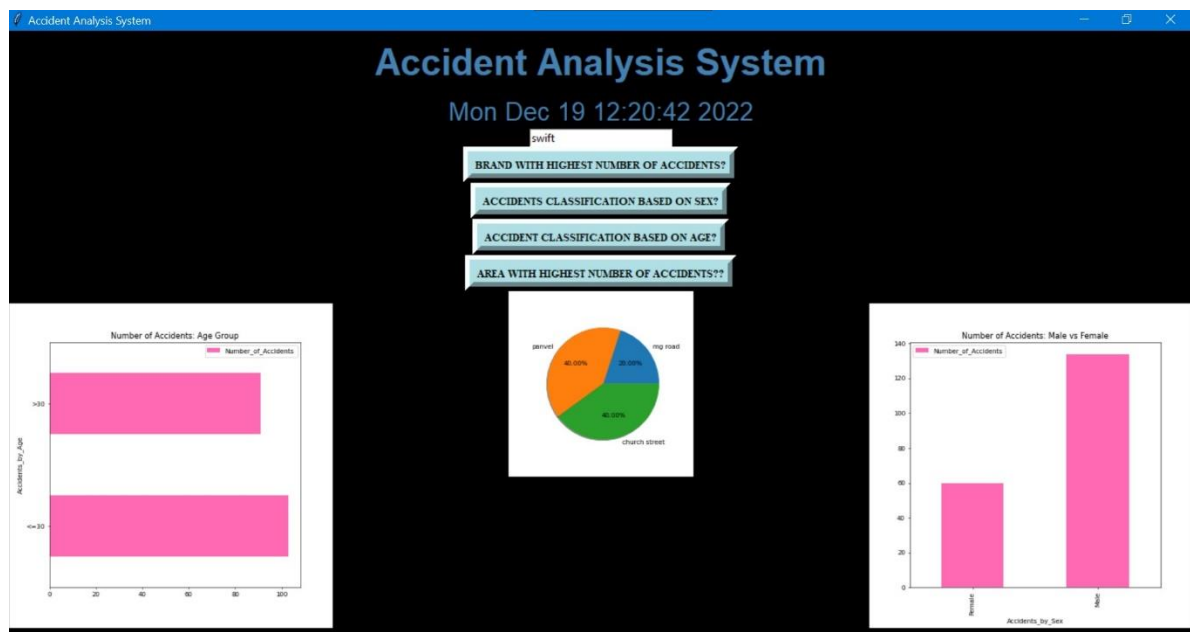 Accident Analysis System
Accident Analysis System
Mon Dec 19 12:20:42 2022
swift
BRAND WITH HIGHEST NUMBER OF ACCIDENTS?
ACCIDENTS CLASSIFICATION BASED ON SEX?
ACCIDENT CLASSIFICATION BASED ON AGE?
AREA WITH HIGHEST NUMBER OF ACCIDENTS??
Number of Accidents: Age Group
Number_of_Accidents
>30
<=30
Accidents_by_Age
0 20 40 60 80 100
panvel
mg road
40.00%
20.00%
40.00%
church street
Number of Accidents: Male vs Female
Number_of_Accidents
140
120
100
80
60
40
20
0
Female
Male
Accidents_by_Sex